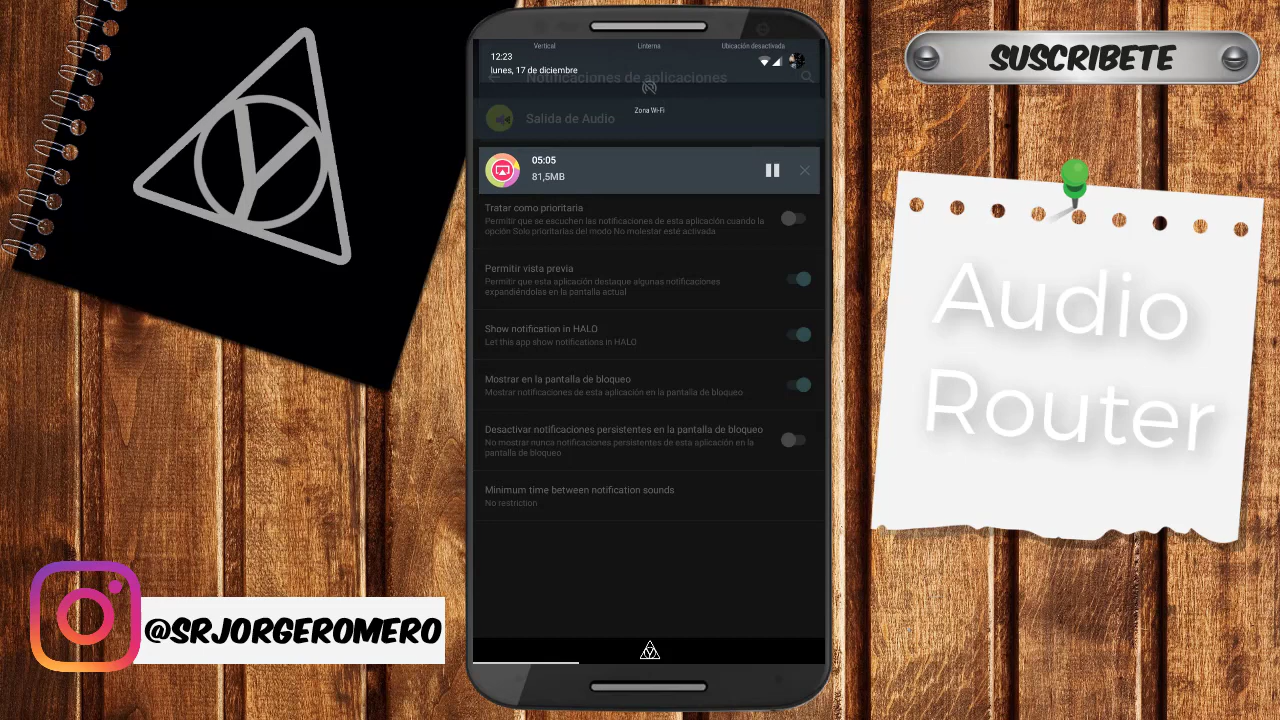 SUSCRIBETE
Vertical
Linterna
Ubicación desactivada
12:23
lunes, 17 de diciembre
Notificaciones de aplicaciones
Zona Wi-Fi
Salida de Audio
05:05
81,5MB
Tratar como prioritaria
Permitir que se escuchen las notificaciones de esta aplicación cuando la
opción Solo prioritarias del modo No molestar esté activada
Permitir vista previa
Permitir que esta aplicación destaque algunas notificaciones
expandiéndolas en la pantalla actual
Show notification in HALO
Let this app show notifications in HALO
Mostrar en la pantalla de bloqueo
Mostrar notificaciones de esta aplicación en la pantalla de bloqueo
Desactivar notificaciones persistentes en la pantalla de bloqueo
No mostrar nunca notificaciones persistentes de esta aplicación en la
pantalla de bloqueo
Minimum time between notification sounds
No restriction
Audio
Router
@SRJORGEROMERO